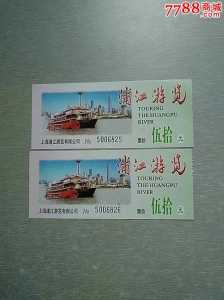 7788商城
com
浦江游览
TOURING
THE HUANGPU
RIVER
上海浦江游览有限公司 No 5006825
票价 伍拾 元
浦江游览
TOURING
THE HUANGPU
RIVER
上海浦江游览有限公司 No 5006826
票价 伍拾 元